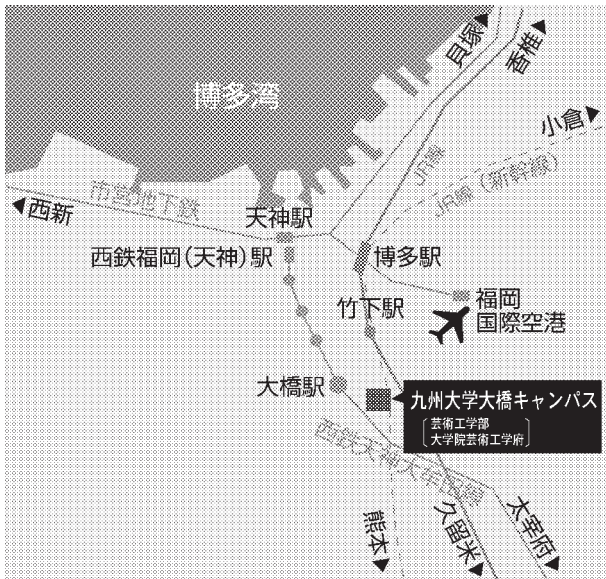 貝塚
香椎
博多湾
小倉
JR線
JR線(新幹線)
市営地下鉄
西新
天神駅
西鉄福岡(天神)駅
博多駅
福岡
国際空港
竹下駅
大橋駅
九州大学大橋キャンパス
芸術工学部
大学院芸術工学府
西鉄天神大牟田線
熊本
久留米
太宰府